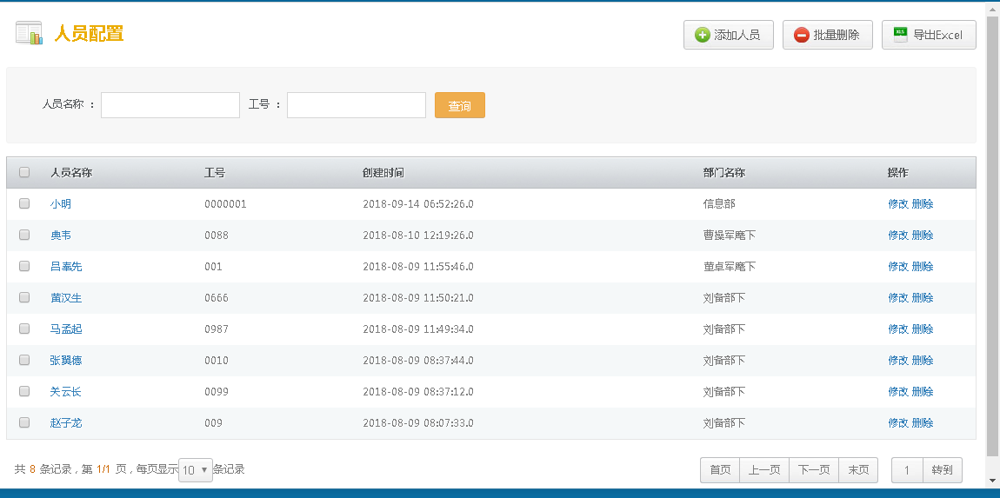 人员配置 添加人员 批量删除 导出Excel
人员名称 ： 工号 ： 查询
人员名称 工号 创建时间 部门名称 操作
小明 0000001 2018-09-14 06:52:26.0 信息部 修改 删除
典韦 0088 2018-08-10 12:19:26.0 曹操军麾下 修改 删除
吕奉先 001 2018-08-09 11:55:46.0 董卓军麾下 修改 删除
黄汉生 0666 2018-08-09 11:50:21.0 刘备部下 修改 删除
马孟起 0987 2018-08-09 11:49:34.0 刘备部下 修改 删除
张翼德 0010 2018-08-09 08:37:44.0 刘备部下 修改 删除
关云长 0099 2018-08-09 08:37:12.0 刘备部下 修改 删除
赵子龙 009 2018-08-09 08:07:33.0 刘备部下 修改 删除
共 8 条记录，第 1/1 页，每页显示 10 条记录 首页 上一页 下一页 末页 1 转到